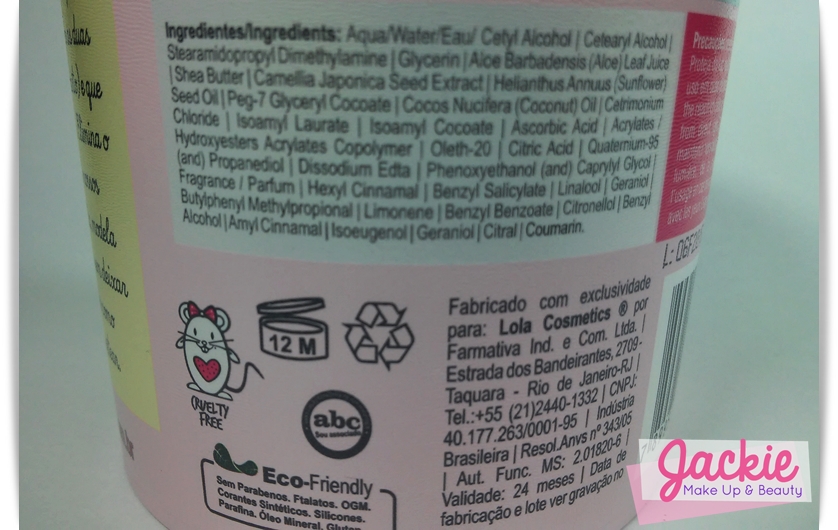 duas
que
mina o
modela
deixar
Ingredientes/Ingredients: Aqua/Water/Eau/ Cetyl Alcohol | Cetearyl Alcohol |
Stearamidopropyl Dimethylamine | Glycerin | Aloe Barbadensis (Aloe) Leaf Juice
| Shea Butter | Camellia Japonica Seed Extract | Helianthus Annuus (Sunflower)
Seed Oil | Peg-7 Glyceryl Cocoate | Cocos Nucifera (Coconut) Oil | Cetrimonium
Chloride | Isoamyl Laurate | Isoamyl Cocoate | Ascorbic Acid | Acrylates /
Hydroxyesters Acrylates Copolymer | Oleth-20 | Citric Acid | Quaternium-95
(and) Propanediol | Dissodium Edta | Phenoxyethanol (and) Caprylyl Glycol |
Fragrance / Parfum | Hexyl Cinnamal | Benzyl Salicylate | Linalool | Geraniol |
Butylphenyl Methylpropional | Limonene | Benzyl Benzoate | Citronellol | Benzyl
Alcohol | Amyl Cinnamal | Isoeugenol | Geraniol | Citral | Coumarin.
L: 06F
CRUELTY
FREE
12 M
abc
Eco-Friendly
Sem Parabenos. Ftalatos. OGM.
Corantes Sintéticos. Silicones.
Parafina. Óleo Mineral. Gluten
Fabricado com exclusividade
para: Lola Cosmetics ® por
Farmativa Ind. e Com. Ltda. |
Estrada dos Bandeirantes, 2709 -
Taquara - Rio de Janeiro-RJ |
Tel.:+55 (21)2440-1332 | CNPJ:
40.177.263/0001-95 | Indústria
Brasileira | Resol.Anvs nº 343/05
| Aut. Func. MS: 2.01820-6 |
Validade: 24 meses | Data de
fabricação e lote ver gravação no
Jackie
Make Up & Beauty